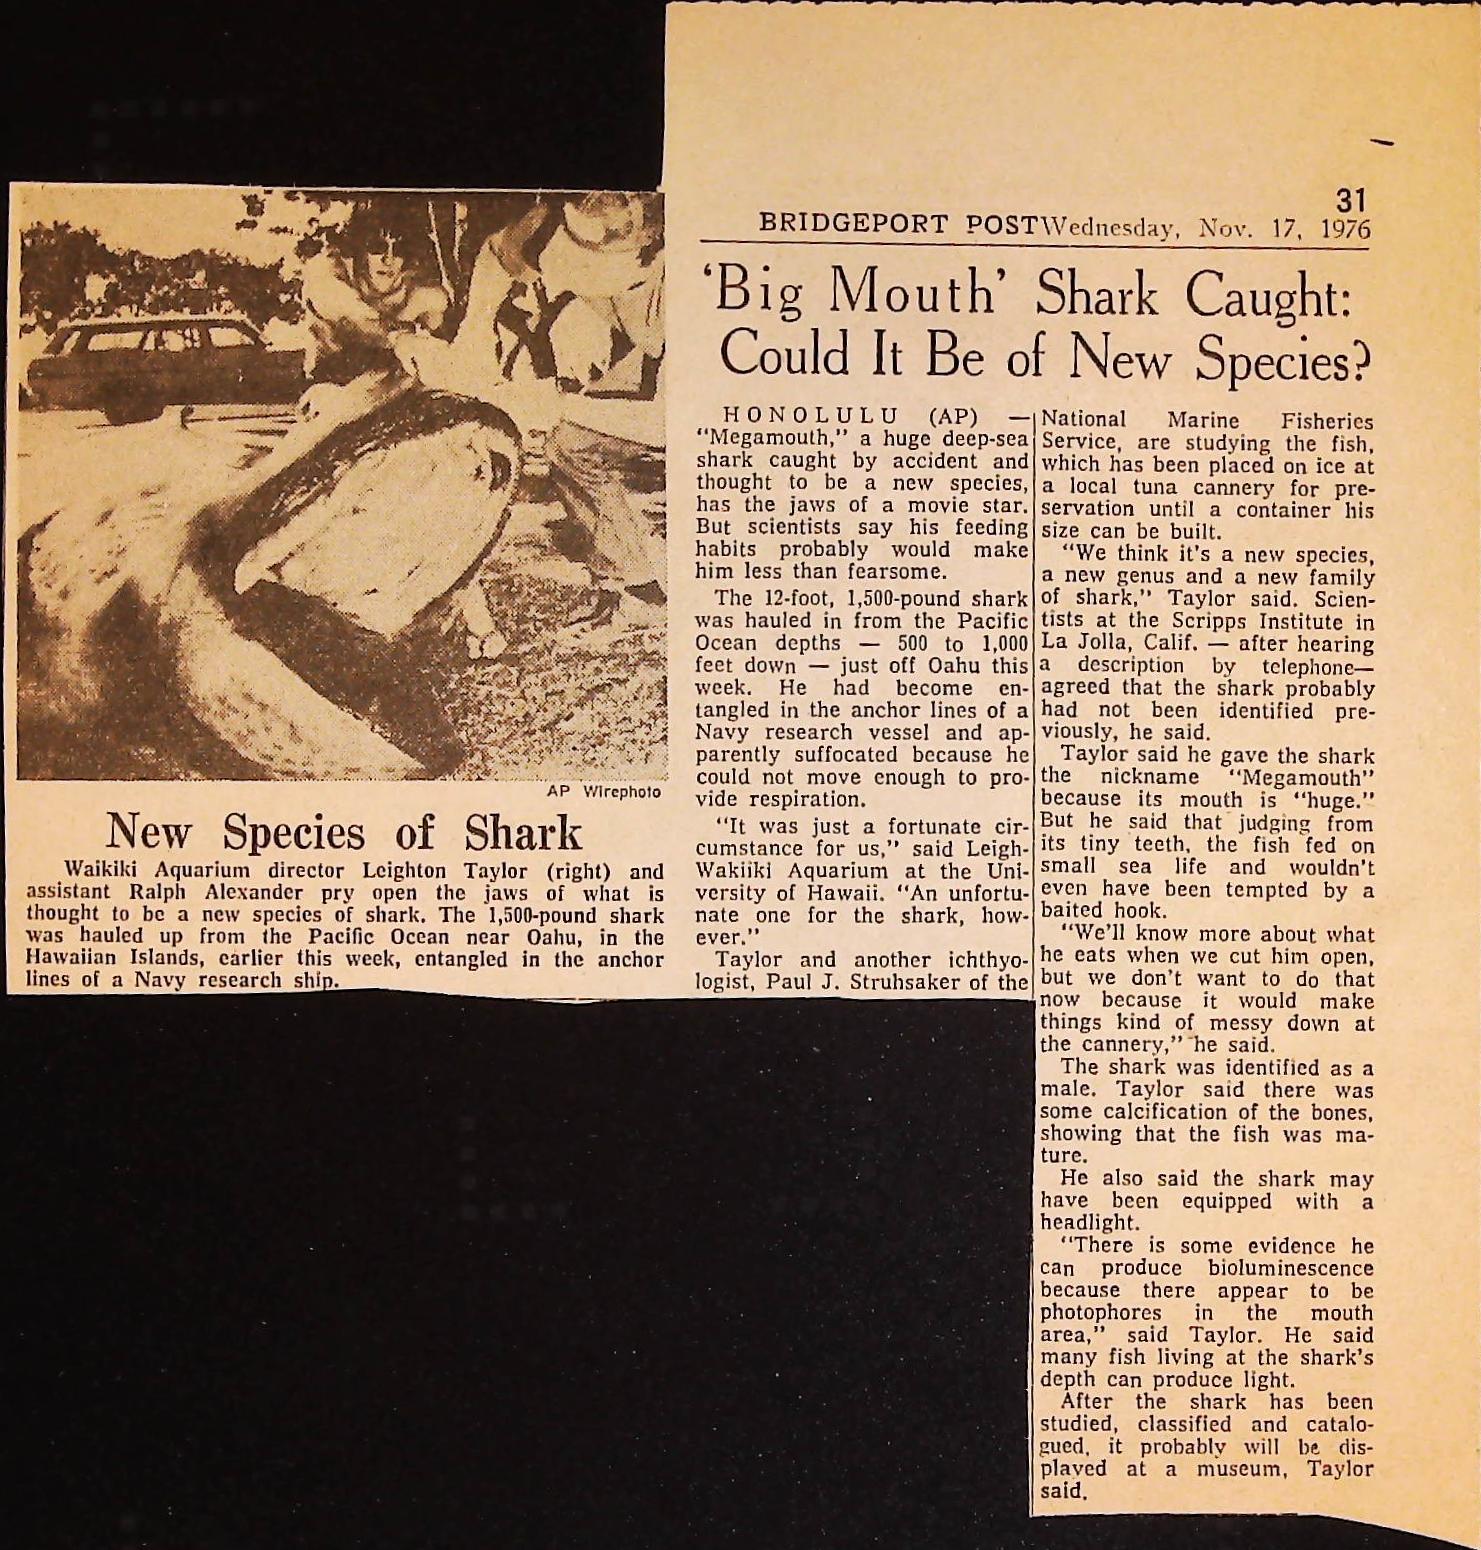 31
BRIDGEPORT POST Wednesday, Nov. 17, 1976
'Big Mouth' Shark Caught:
Could It Be of New Species?
AP Wirephoto
New Species of Shark
Waikiki Aquarium director Leighton Taylor (right) and
assistant Ralph Alexander pry open the jaws of what is
thought to be a new species of shark. The 1,500-pound shark
was hauled up from the Pacific Ocean near Oahu, in the
Hawaiian Islands, earlier this week, entangled in the anchor
lines of a Navy research ship.
HONOLULU (AP) —
"Megamouth," a huge deep-sea
shark caught by accident and
thought to be a new species,
has the jaws of a movie star.
But scientists say his feeding
habits probably would make
him less than fearsome.
The 12-foot, 1,500-pound shark
was hauled in from the Pacific
Ocean depths — 500 to 1,000
feet down — just off Oahu this
week. He had become en-
tangled in the anchor lines of a
Navy research vessel and ap-
parently suffocated because he
could not move enough to pro-
vide respiration.
"It was just a fortunate cir-
cumstance for us," said Leigh-
Wakiiki Aquarium at the Uni-
versity of Hawaii. "An unfortu-
nate one for the shark, how-
ever."
Taylor and another ichthyo-
logist, Paul J. Struhsaker of the
National Marine Fisheries
Service, are studying the fish,
which has been placed on ice at
a local tuna cannery for pre-
servation until a container his
size can be built.
"We think it's a new species,
a new genus and a new family
of shark," Taylor said. Scien-
tists at the Scripps Institute in
La Jolla, Calif. — after hearing
a description by telephone—
agreed that the shark probably
had not been identified pre-
viously, he said.
Taylor said he gave the shark
the nickname "Megamouth"
because its mouth is "huge."
But he said that judging from
its tiny teeth, the fish fed on
small sea life and wouldn't
even have been tempted by a
baited hook.
"We'll know more about what
he eats when we cut him open,
but we don't want to do that
now because it would make
things kind of messy down at
the cannery," he said.
The shark was identified as a
male. Taylor said there was
some calcification of the bones,
showing that the fish was ma-
ture.
He also said the shark may
have been equipped with a
headlight.
"There is some evidence he
can produce bioluminescence
because there appear to be
photophores in the mouth
area," said Taylor. He said
many fish living at the shark's
depth can produce light.
After the shark has been
studied, classified and catalo-
gued, it probably will be dis-
played at a museum, Taylor
said.